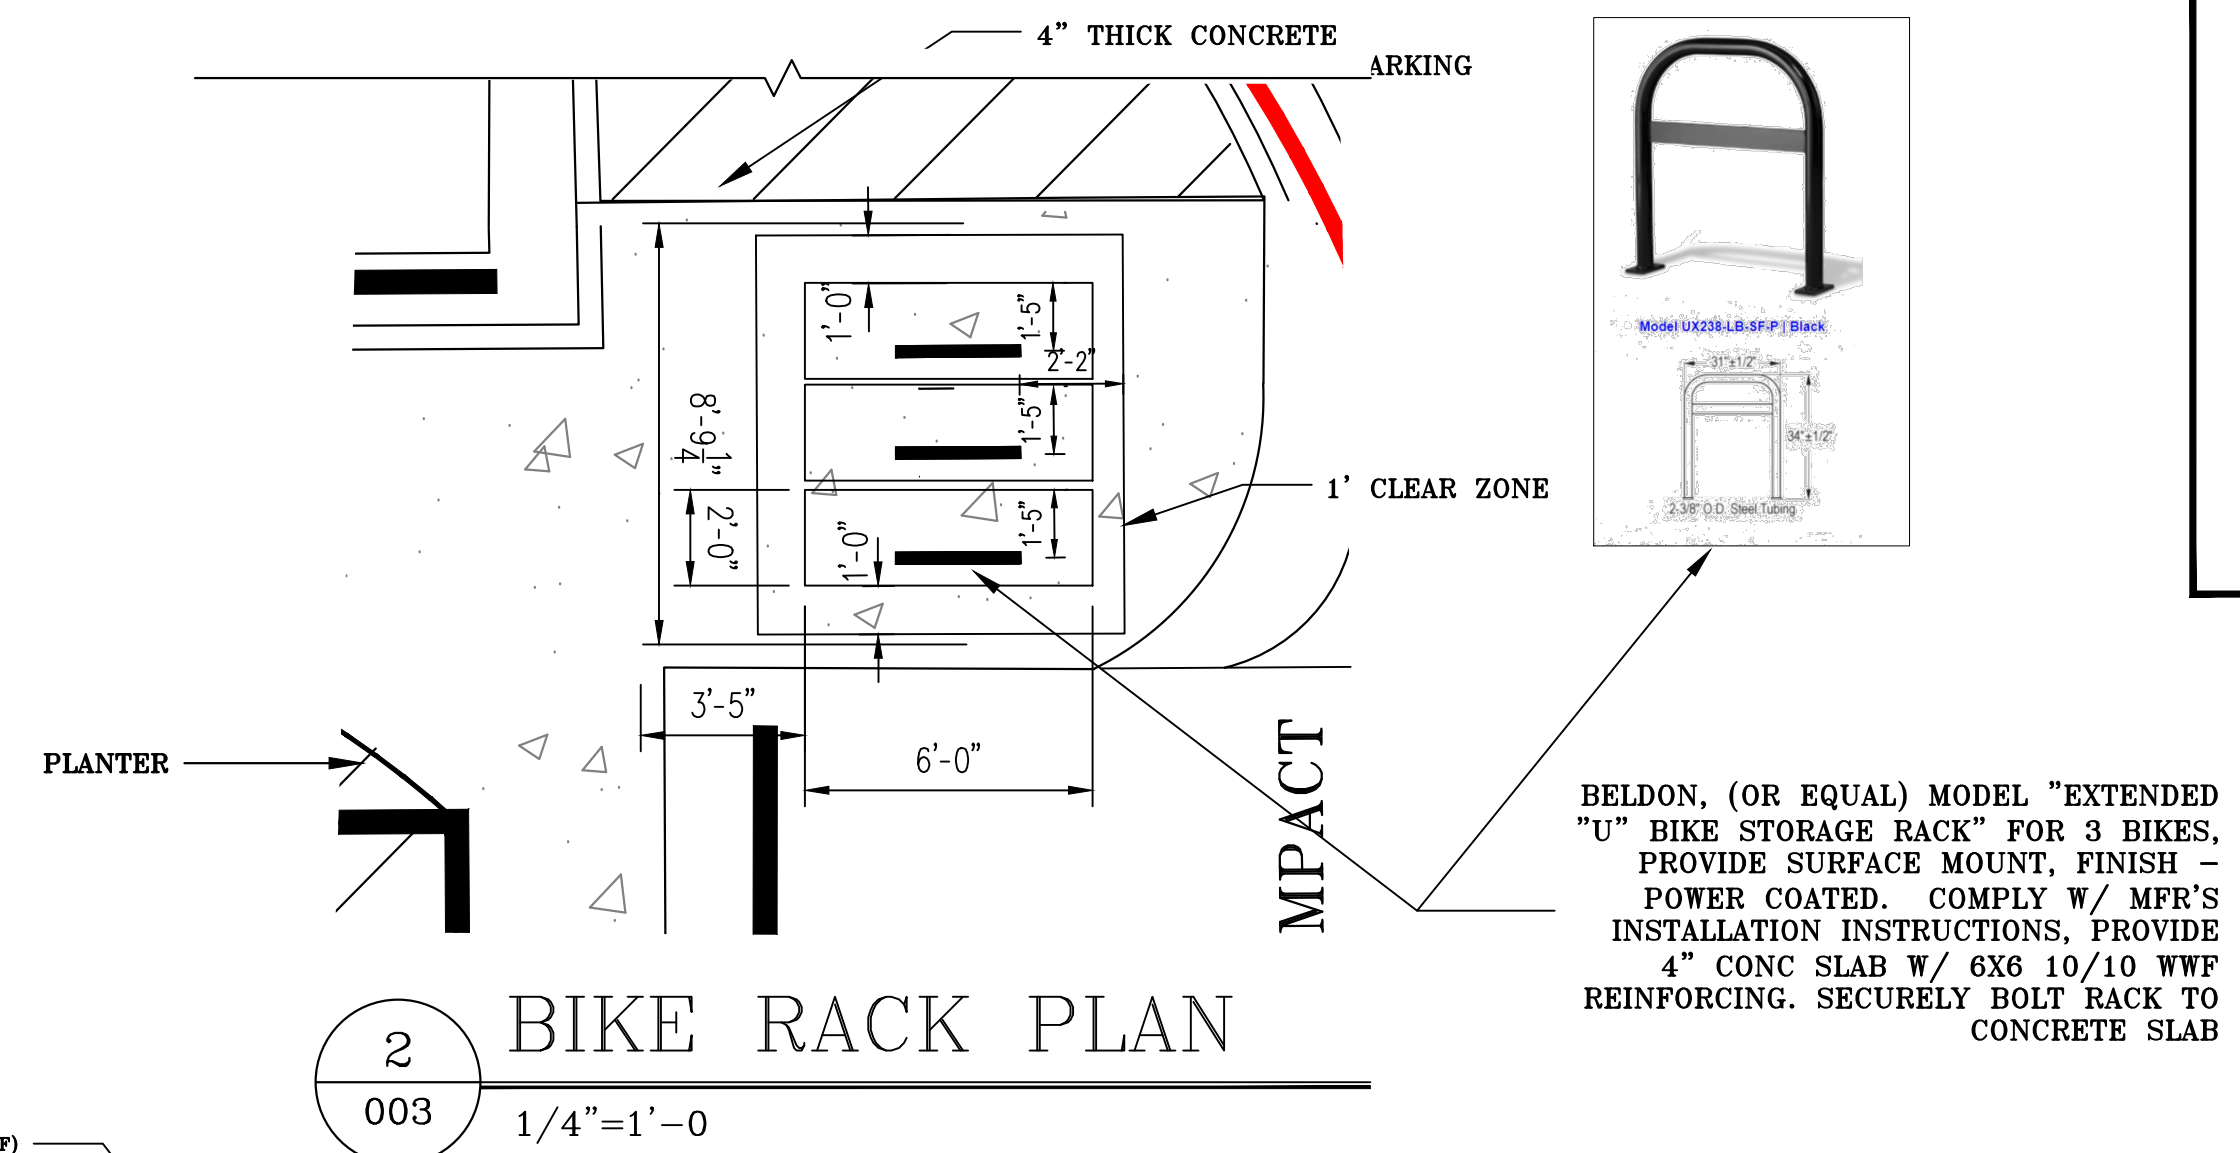 4” THICK CONCRETE
ARKING
1’-0”
1’-5”
2’-2”
8’-9 1/4”
1’-5”
2’-0”
1’-0”
1’-5”
1’ CLEAR ZONE
Model UX238-LB-SF-P | Black
31"±1/2"
34"±1/2"
2-3/8" O.D. Steel Tubing
3’-5”
6’-0”
PLANTER
MPACT
BELDON, (OR EQUAL) MODEL ”EXTENDED
”U” BIKE STORAGE RACK” FOR 3 BIKES,
PROVIDE SURFACE MOUNT, FINISH –
POWER COATED. COMPLY W/ MFR’S
INSTALLATION INSTRUCTIONS, PROVIDE
4” CONC SLAB W/ 6X6 10/10 WWF
REINFORCING. SECURELY BOLT RACK TO
CONCRETE SLAB
2
003
BIKE RACK PLAN
1/4”=1’–0
F)